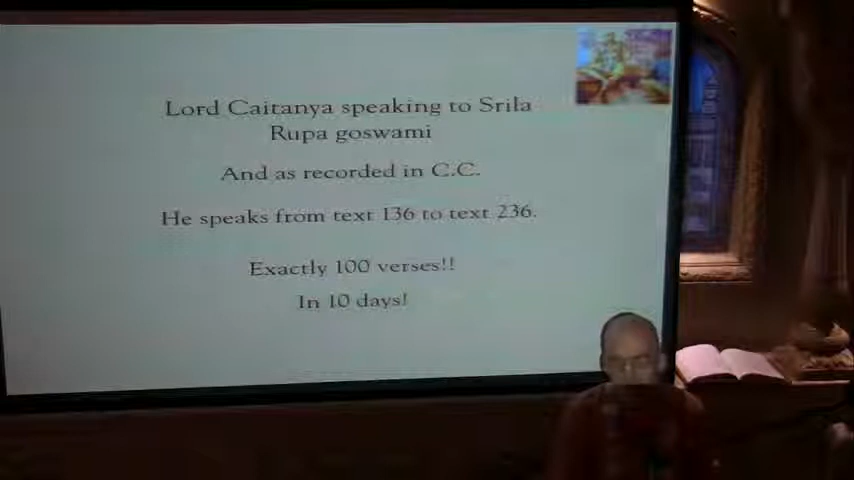 Lord Caitanya speaking to Srila
Rupa goswami
And as recorded in C.C.
He speaks from text 136 to text 236.
Exactly 100 verses!!
In 10 days!